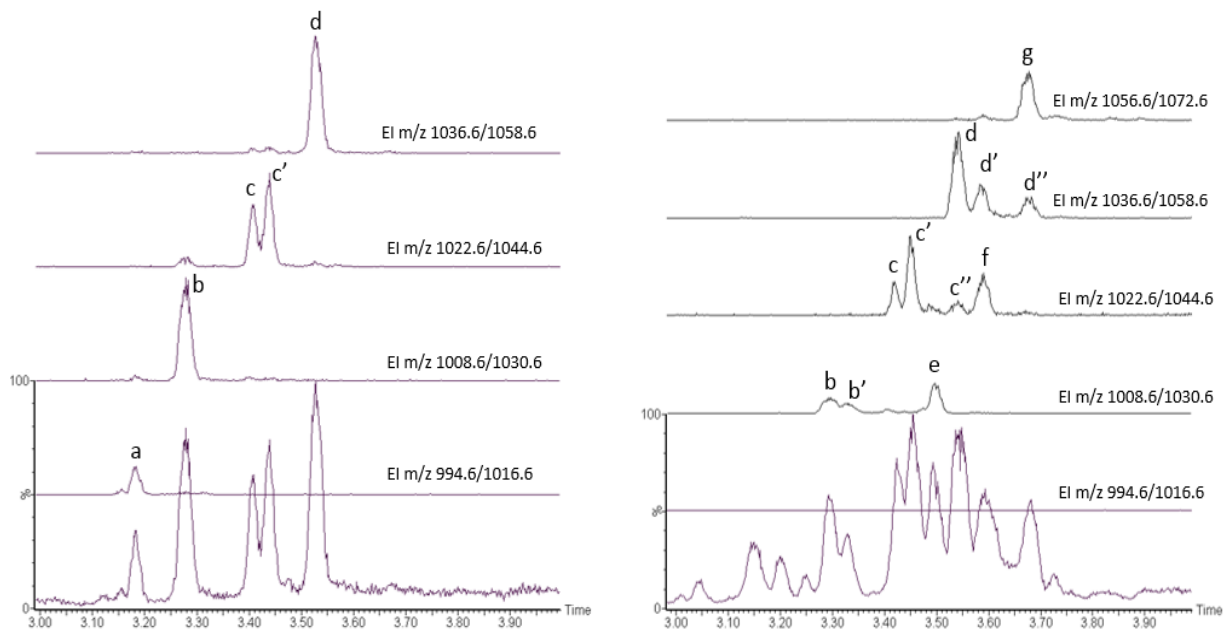 d
EI m/z 1036.6/1058.6
c c'
EI m/z 1022.6/1044.6
b
EI m/z 1008.6/1030.6
100
a
%
EI m/z 994.6/1016.6
0
Time
3.00 3.10 3.20 3.30 3.40 3.50 3.60 3.70 3.80 3.90
g
EI m/z 1056.6/1072.6
d
d'
d''
EI m/z 1036.6/1058.6
c'
c
c''
f
EI m/z 1022.6/1044.6
b b' e
EI m/z 1008.6/1030.6
100
%
EI m/z 994.6/1016.6
0
Time
3.00 3.10 3.20 3.30 3.40 3.50 3.60 3.70 3.80 3.90